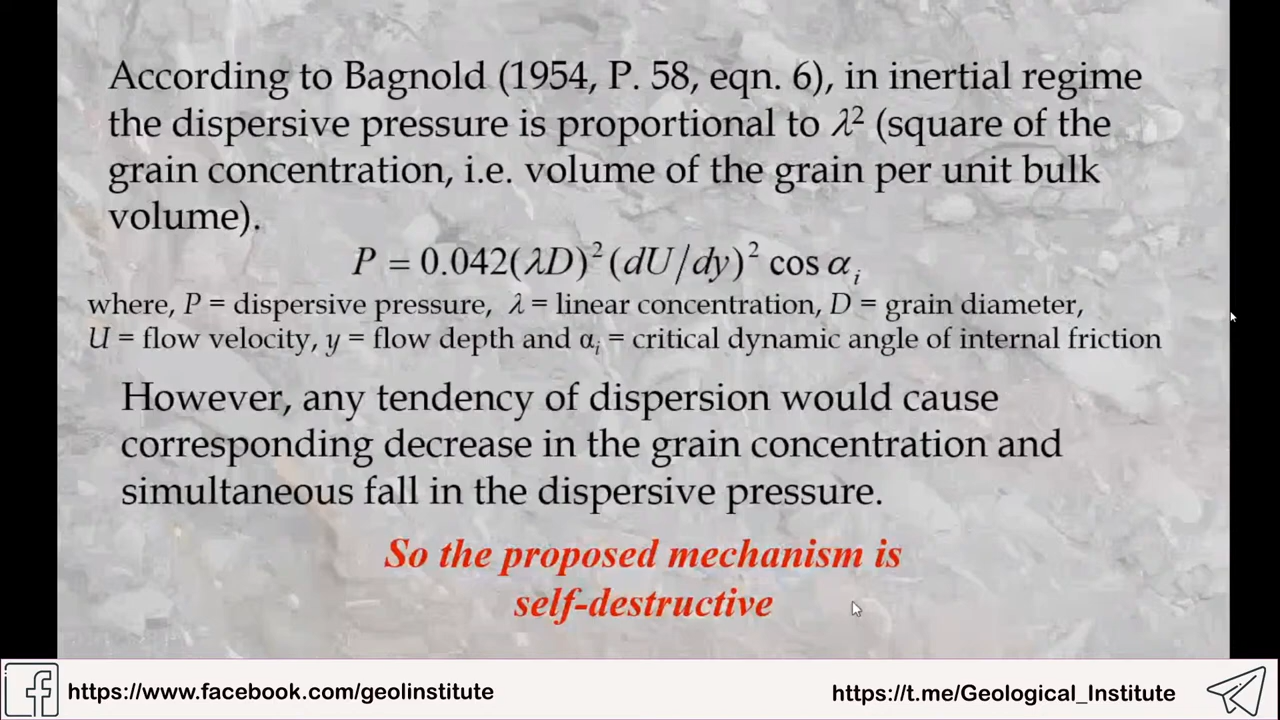 According to Bagnold (1954, P. 58, eqn. 6), in inertial regime
the dispersive pressure is proportional to λ² (square of the
grain concentration, i.e. volume of the grain per unit bulk
volume).
P = 0.042(λD)²(dU/dy)² cos αᵢ
where, P = dispersive pressure, λ = linear concentration, D = grain diameter,
U = flow velocity, y = flow depth and αᵢ = critical dynamic angle of internal friction
However, any tendency of dispersion would cause
corresponding decrease in the grain concentration and
simultaneous fall in the dispersive pressure.
So the proposed mechanism is
self-destructive
https://www.facebook.com/geolinstitute
https://t.me/Geological_Institute